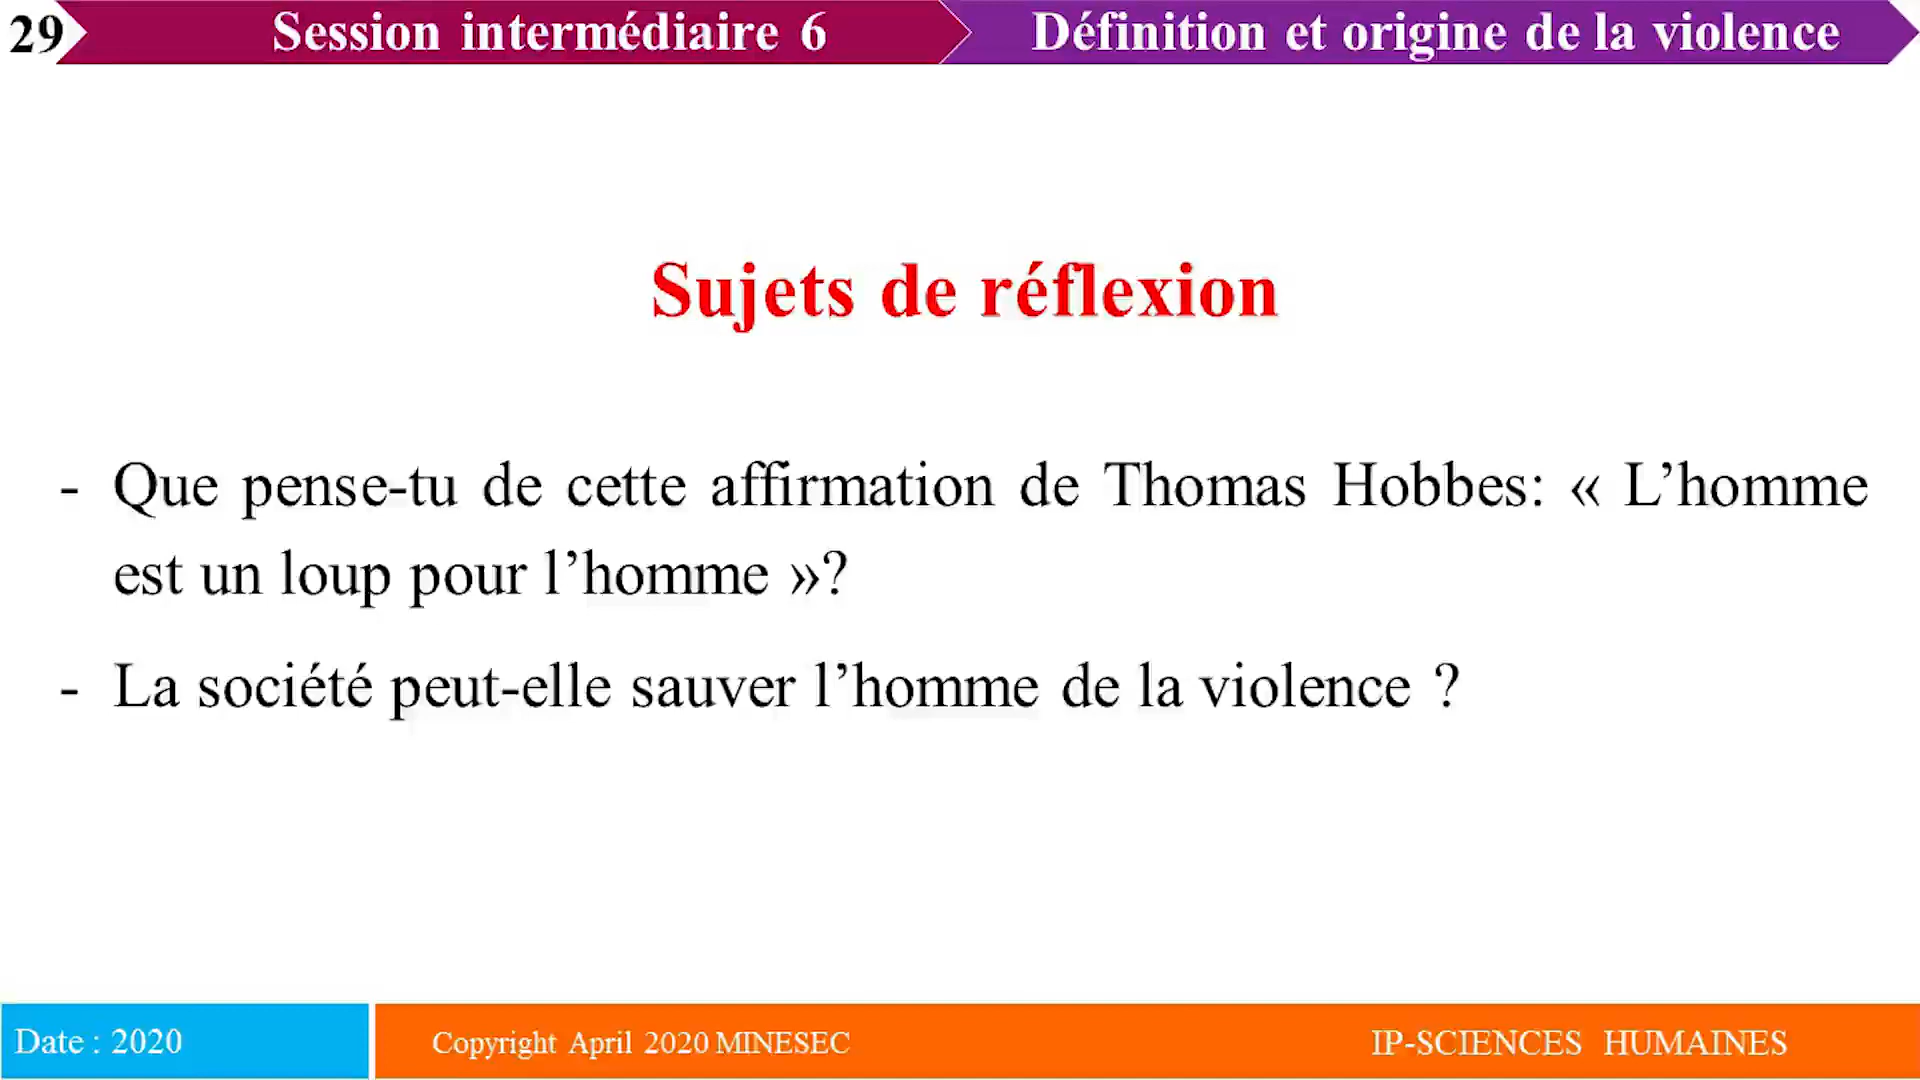 29 Session intermédiaire 6 Définition et origine de la violence
Sujets de réflexion
- Que pense-tu de cette affirmation de Thomas Hobbes: « L’homme
est un loup pour l’homme »?
- La société peut-elle sauver l’homme de la violence ?
Date : 2020 Copyright April 2020 MINESEC IP-SCIENCES HUMAINES